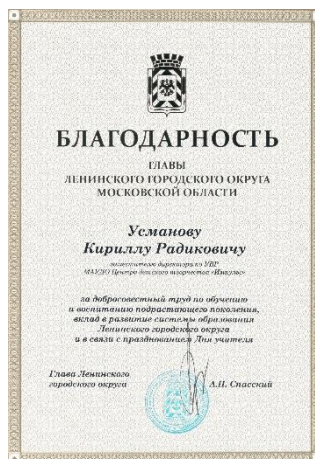 БЛАГОДАРНОСТЬ
ГЛАВЫ
ЛЕНИНСКОГО ГОРОДСКОГО ОКРУГА
МОСКОВСКОЙ ОБЛАСТИ
Усманову
Кириллу Радиковичу
заместителю директора по УВР
МАУДО Центра детского творчества «Импульс»
за добросовестный труд по обучению
и воспитанию подрастающего поколения,
вклад в развитие системы образования
Ленинского городского округа
и в связи с празднованием Дня учителя
Глава Ленинского
городского округа
А.П. Спасский